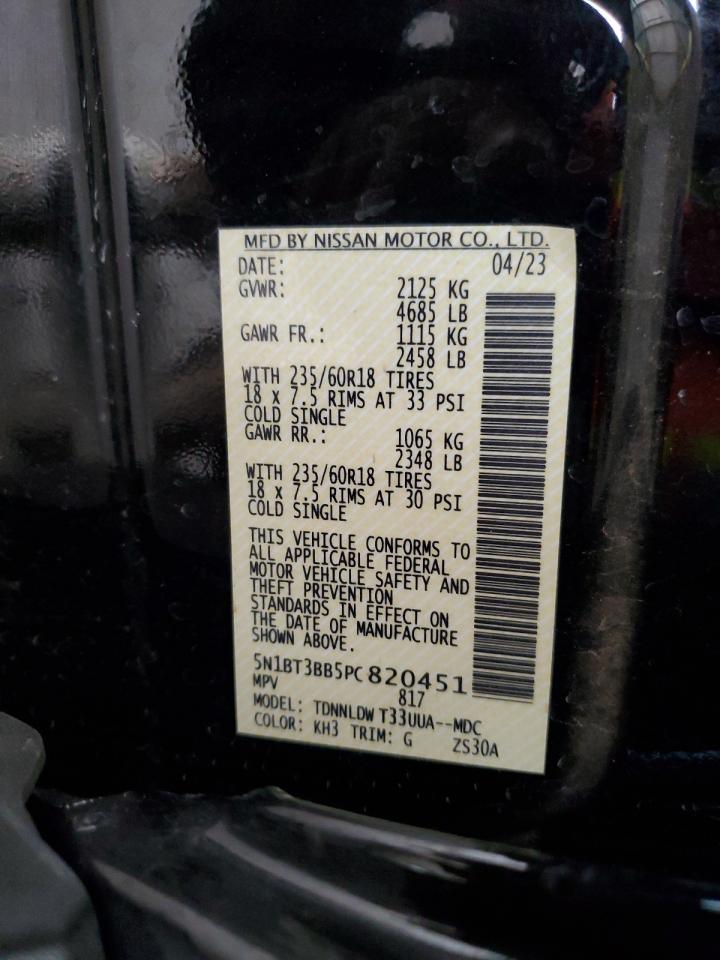 MFD BY NISSAN MOTOR CO., LTD.
DATE: 04/23
GVWR: 2125 KG
4685 LB
GAWR FR.: 1115 KG
2458 LB
WITH 235/60R18 TIRES
18 x 7.5 RIMS AT 33 PSI
COLD SINGLE
GAWR RR.: 1065 KG
2348 LB
WITH 235/60R18 TIRES
18 x 7.5 RIMS AT 30 PSI
COLD SINGLE
THIS VEHICLE CONFORMS TO
ALL APPLICABLE FEDERAL
MOTOR VEHICLE SAFETY AND
THEFT PREVENTION
STANDARDS IN EFFECT ON
THE DATE OF MANUFACTURE
SHOWN ABOVE.
5N1BT3BB5PC820451
MPV 817
MODEL: TDNNLDW T33UUA--MDC
COLOR: KH3 TRIM: G ZS30A